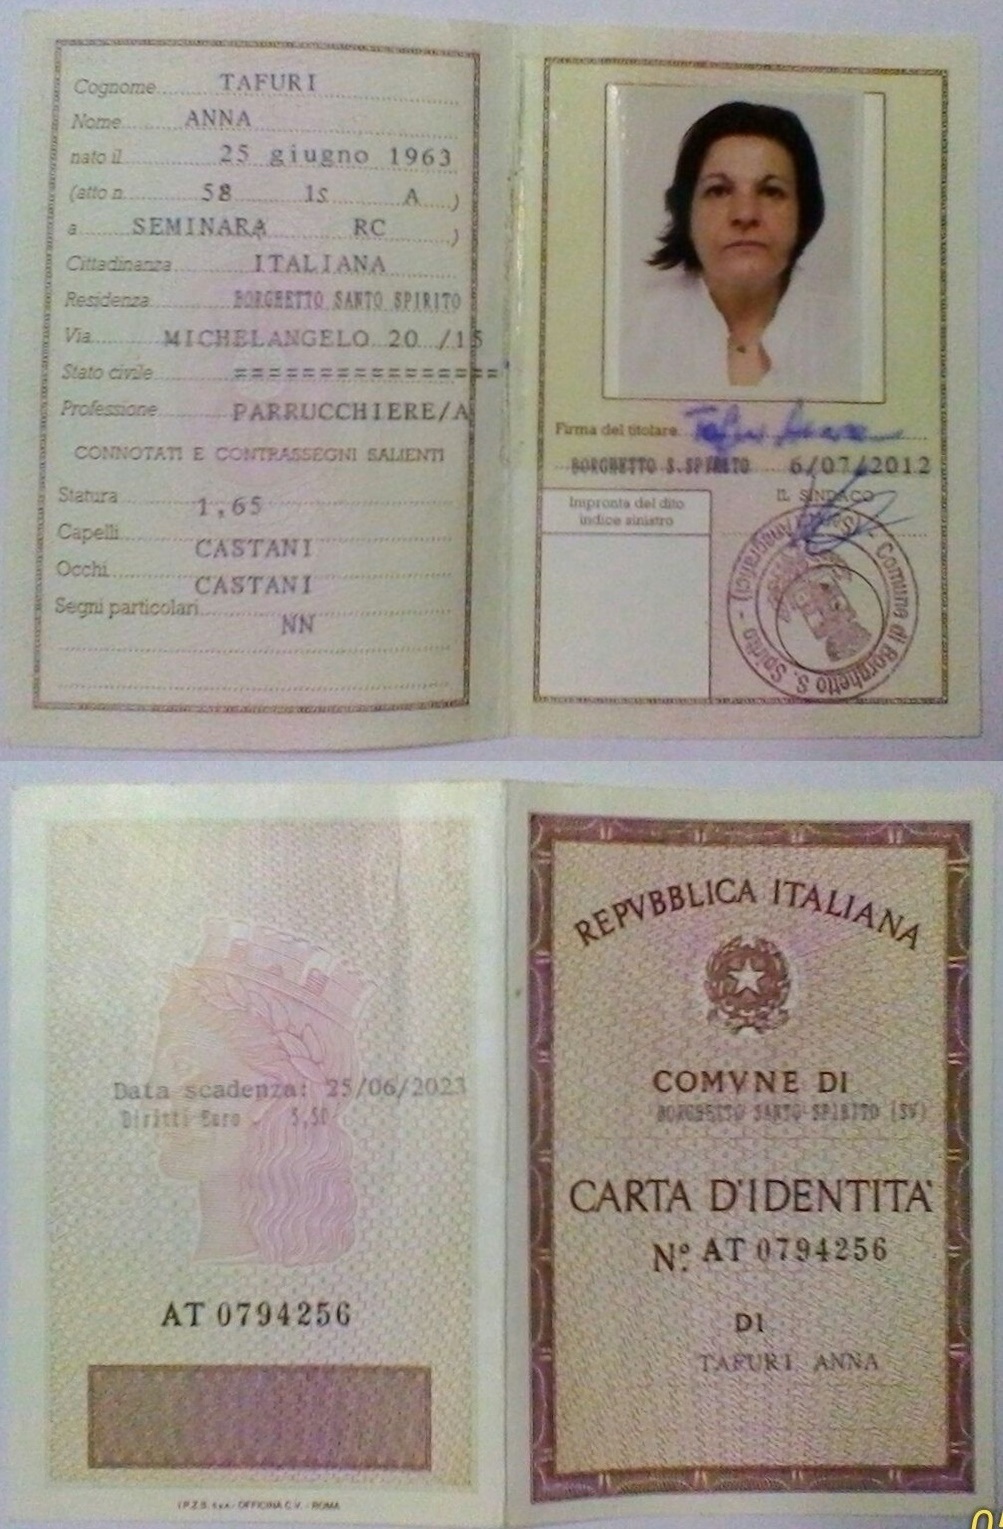 Cognome TAFURI
Nome ANNA
nato il 25 giugno 1963
(atto n. 58 1S A )
a SEMINARA RC )
Cittadinanza ITALIANA
Residenza BORGHETTO SANTO SPIRITO
Via MICHELANGELO 20 /15
Stato civile ================
Professione PARRUCCHIERE/A
CONNOTATI E CONTRASSEGNI SALIENTI
Statura 1,65
Capelli CASTANI
Occhi CASTANI
Segni particolari NN
Firma del titolare
BORGHETTO S.SPIRITO 6/07/2012
IL SINDACO
Impronta del dito
indice sinistro
Comune di Borghetto S. Spirito - (Savona)
Data scadenza: 25/06/2023
Diritti Euro 5,50
AT 0794256
I.P.Z.S. S.p.A. - OFFICINA C.V. - ROMA
REPVBBLICA ITALIANA
COMVNE DI
BORGHETTO SANTO SPIRITO (SV)
CARTA D'IDENTITA'
Nº AT 0794256
DI
TAFURI ANNA